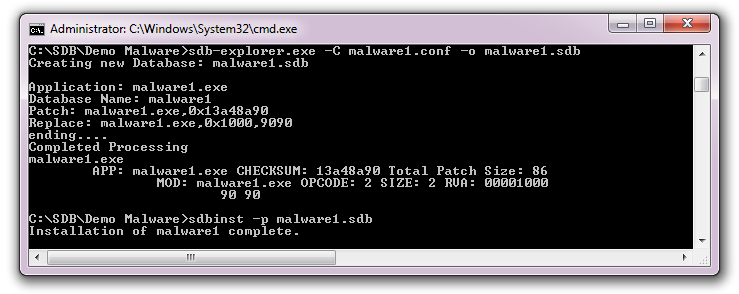 Administrator: C:\Windows\System32\cmd.exe
C:\SDB\Demo Malware>sdb-explorer.exe -C malware1.conf -o malware1.sdb
Creating new Database: malware1.sdb
Application: malware1.exe
Database Name: malware1
Patch: malware1.exe,0x13a48a90
Replace: malware1.exe,0x1000,9090
ending....
Completed Processing
malware1.exe
APP: malware1.exe CHECKSUM: 13a48a90 Total Patch Size: 86
MOD: malware1.exe OPCODE: 2 SIZE: 2 RVA: 00001000
90 90
C:\SDB\Demo Malware>sdbinst -p malware1.sdb
Installation of malware1 complete.